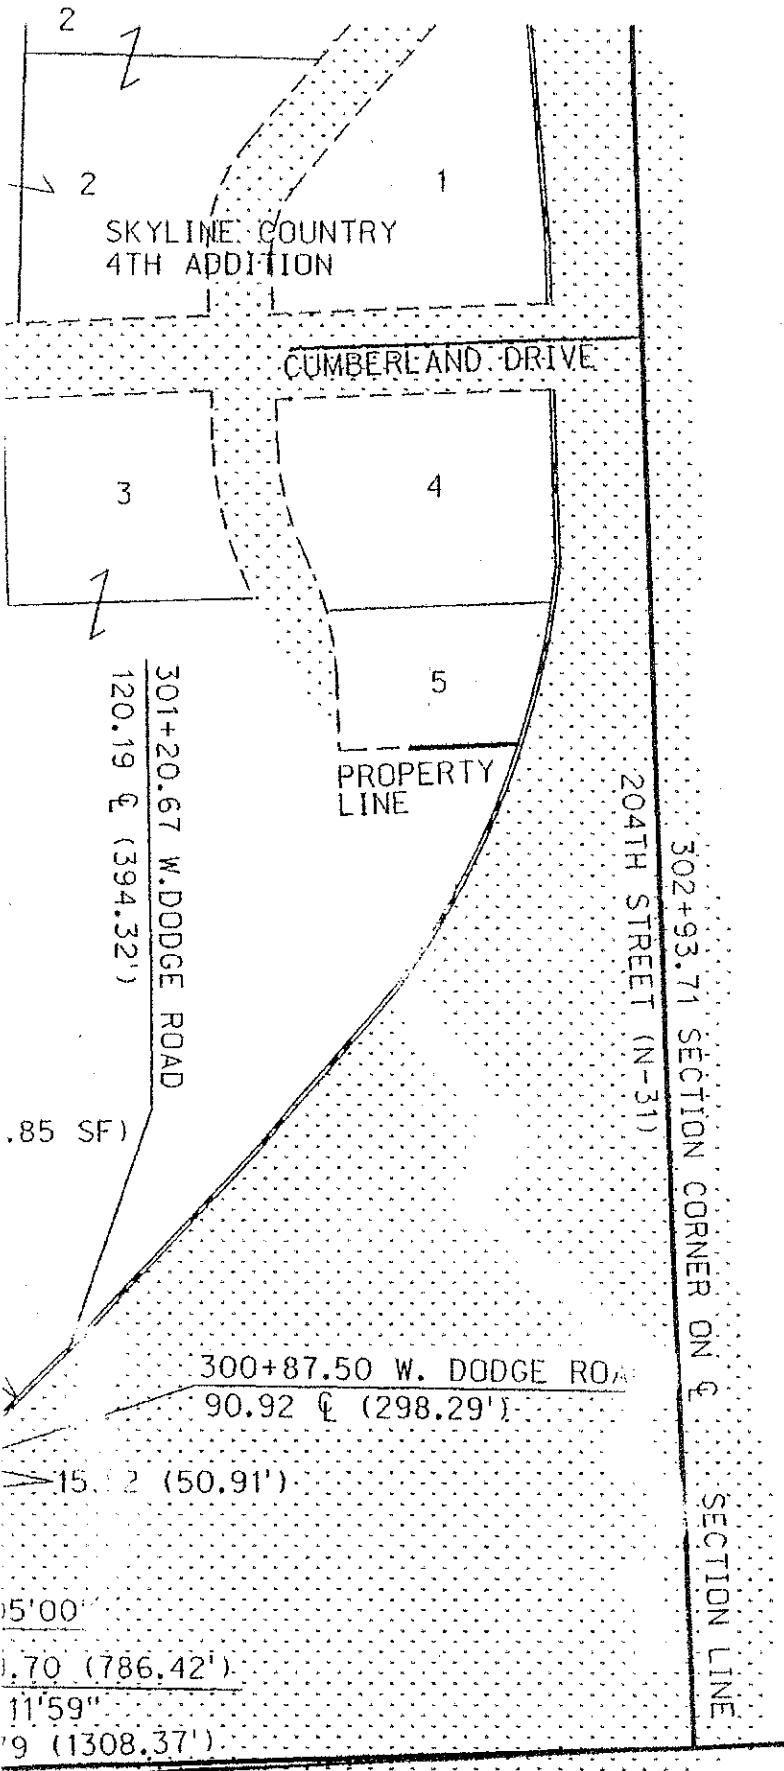 2
2
1
SKYLINE COUNTRY
4TH ADDITION
CUMBERLAND DRIVE
3
4
5
PROPERTY
LINE
301+20.67 W.DODGE ROAD
120.19 ℄ (394.32')
204TH STREET (N-31)
302+93.71 SECTION CORNER ON ℄
.85 SF)
300+87.50 W. DODGE
90.92 ℄ (298.29')
(50.91')
SECTION LINE
5'00"
.70 (786.42')
11'59"
9 (1308.37')